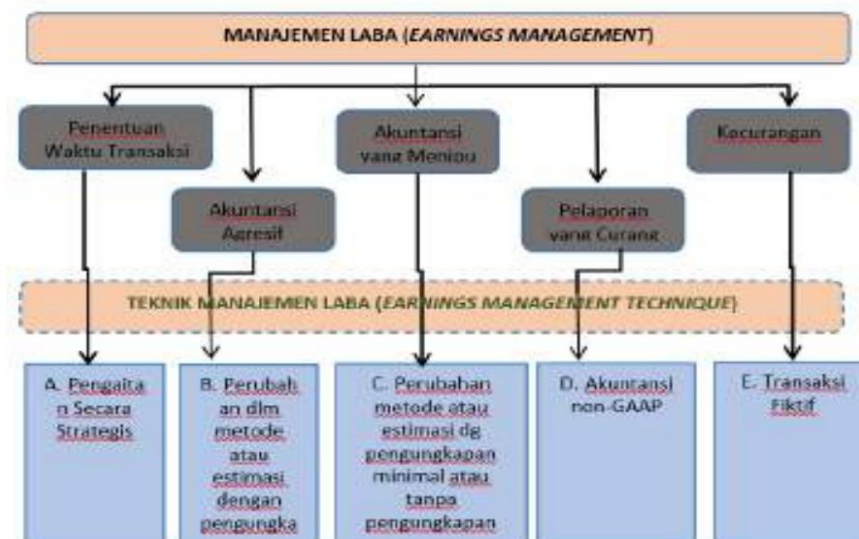 MANAJEMEN LABA (EARNINGS MANAGEMENT)
Penentuan
Waktu Transaksi
Akuntansi
yang Menipu
Kecurangan
Akuntansi
Agresif
Pelaporan
yang Curang
TEKNIK MANAJEMEN LABA (EARNINGS MANAGEMENT TECHNIQUE)
A. Pengaita
n Secara
Strategis
B. Perubah
an dlm
metode
atau
estimasi
dengan
pengungka
C. Perubahan
metode atau
estimasi dg
pengungkapan
minimal atau
tanpa
pengungkapan
D. Akuntansi
non-GAAP
E. Transaksi
Fiktif